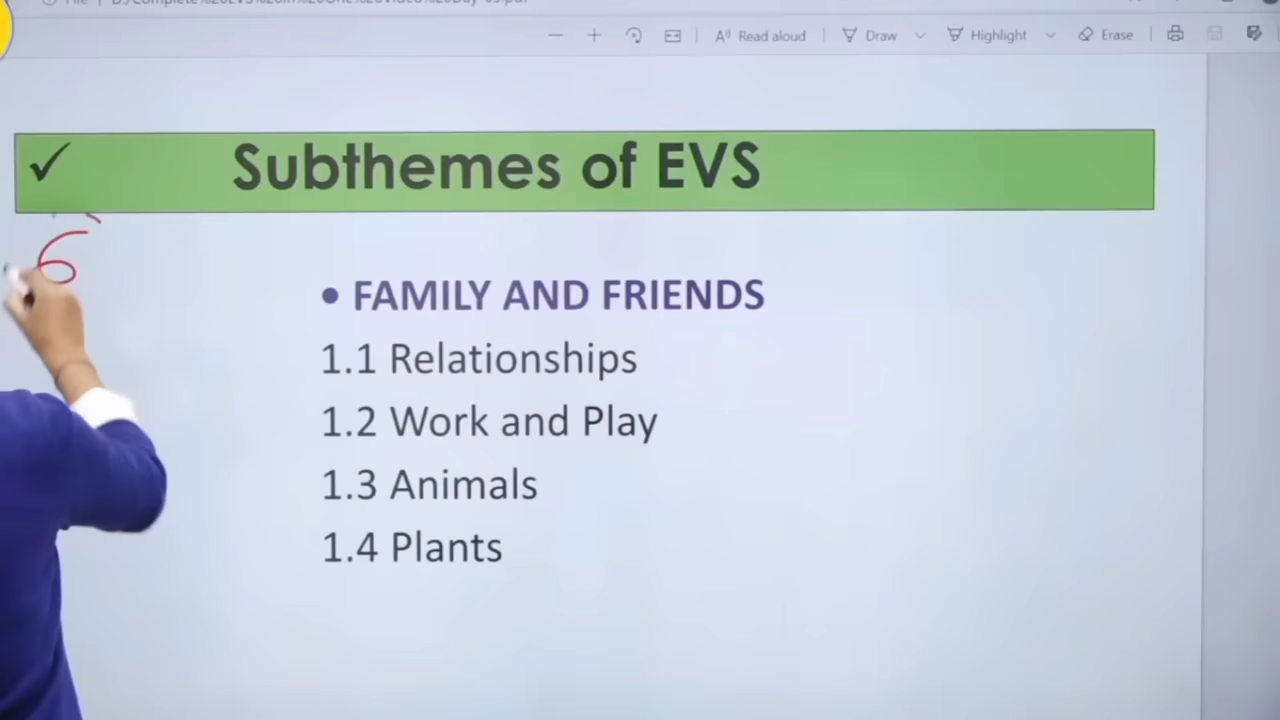 Read aloud
Draw
Highlight
Erase
✓ Subthemes of EVS
6
• FAMILY AND FRIENDS
1.1 Relationships
1.2 Work and Play
1.3 Animals
1.4 Plants